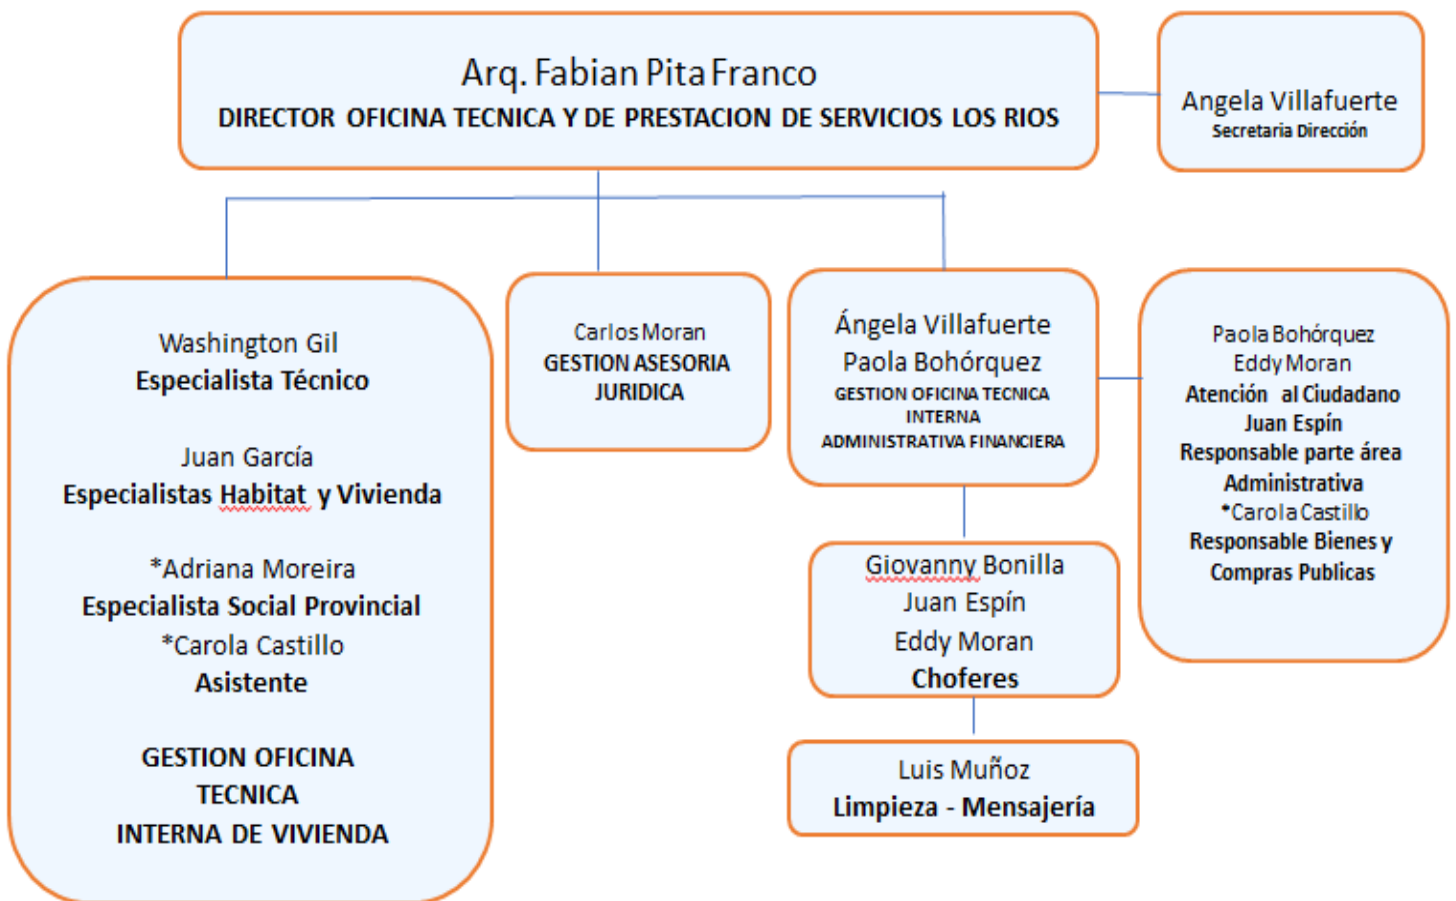 Arq. Fabian Pita Franco
DIRECTOR OFICINA TECNICA Y DE PRESTACION DE SERVICIOS LOS RIOS
Angela Villafuerte
Secretaria Dirección
Washington Gil
Especialista Técnico
Juan García
Especialistas Habitat y Vivienda
*Adriana Moreira
Especialista Social Provincial
*Carola Castillo
Asistente
GESTION OFICINA
TECNICA
INTERNA DE VIVIENDA
Carlos Moran
GESTION ASESORIA
JURIDICA
Ángela Villafuerte
Paola Bohórquez
GESTION OFICINA TECNICA
INTERNA
ADMINISTRATIVA FINANCIERA
Paola Bohórquez
Eddy Moran
Atención al Ciudadano
Juan Espín
Responsable parte área
Administrativa
*Carola Castillo
Responsable Bienes y
Compras Publicas
Giovanny Bonilla
Juan Espín
Eddy Moran
Choferes
Luis Muñoz
Limpieza - Mensajería